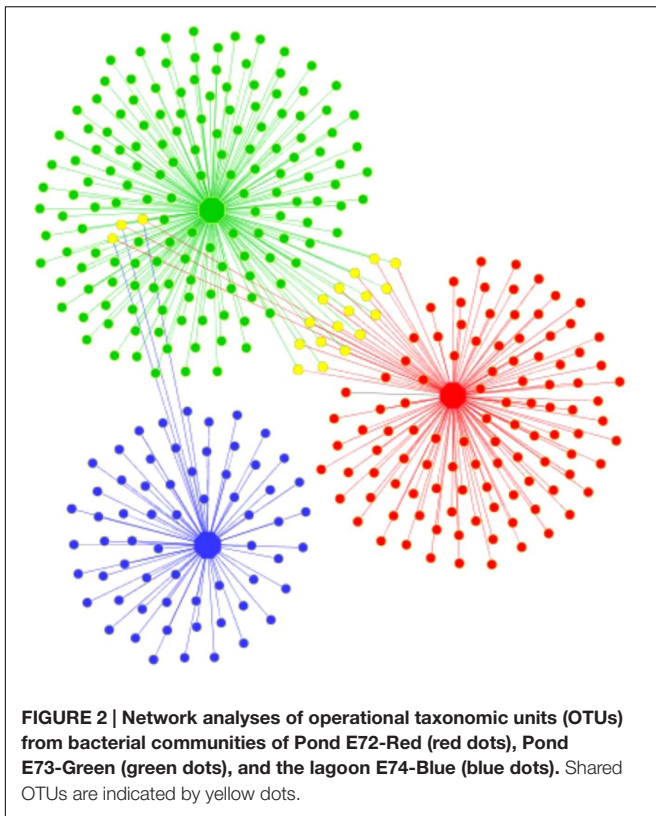 FIGURE 2 | Network analyses of operational taxonomic units (OTUs)
from bacterial communities of Pond E72-Red (red dots), Pond
E73-Green (green dots), and the lagoon E74-Blue (blue dots). Shared
OTUs are indicated by yellow dots.